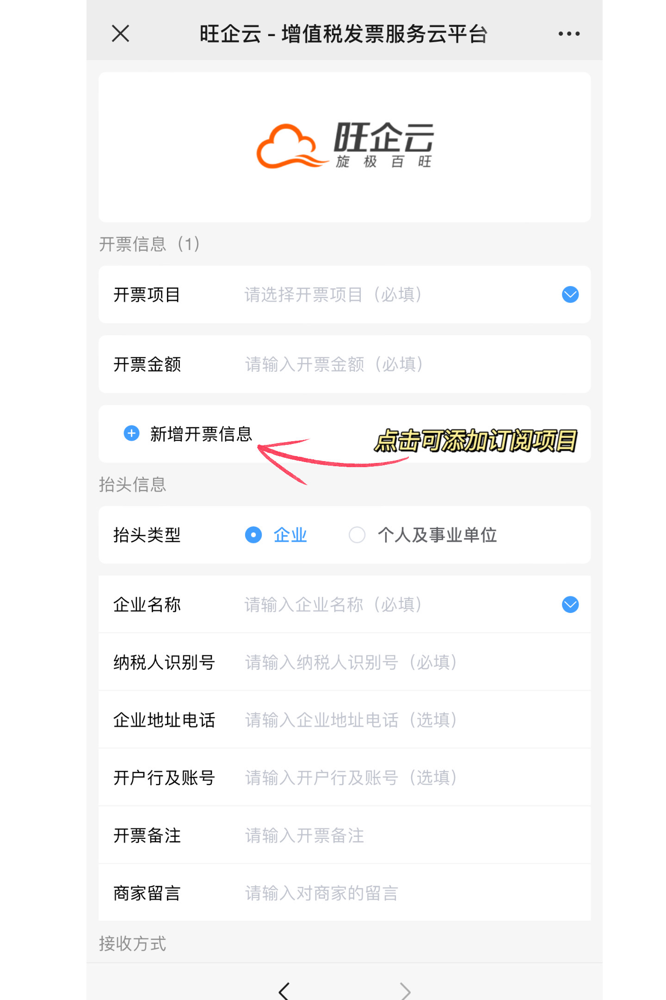 旺企云 - 增值税发票服务云平台
旺企云
旋极百旺
开票信息（1）
开票项目 请选择开票项目（必填）
开票金额 请输入开票金额（必填）
新增开票信息 点击可添加订阅项目
抬头信息
抬头类型 企业 个人及事业单位
企业名称 请输入企业名称（必填）
纳税人识别号 请输入纳税人识别号（必填）
企业地址电话 请输入企业地址电话（选填）
开户行及账号 请输入开户行及账号（选填）
开票备注 请输入开票备注
商家留言 请输入对商家的留言
接收方式